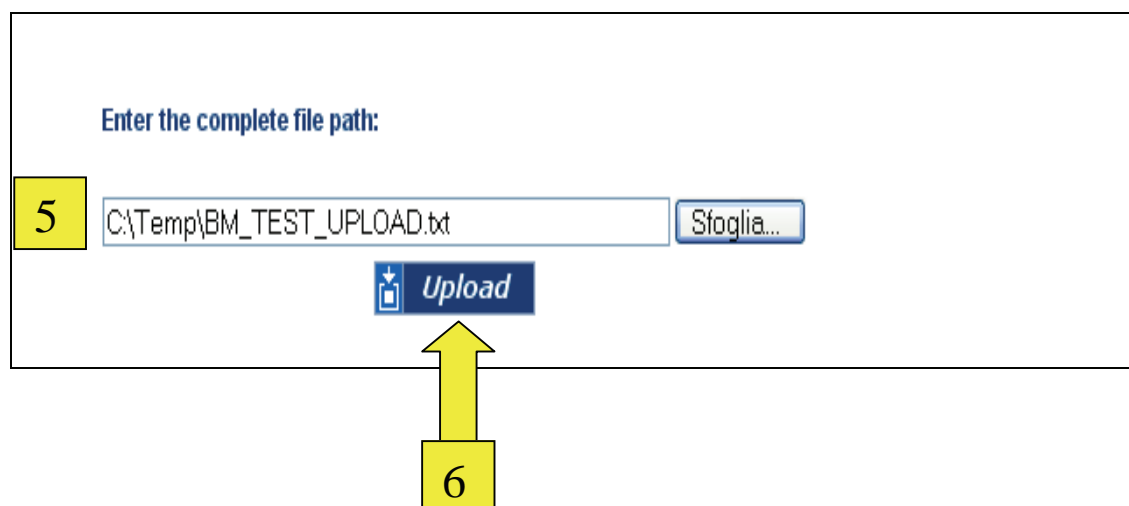 Enter the complete file path:
5
C:\Temp\BM_TEST_UPLOAD.txt Sfoglia...
Upload
6